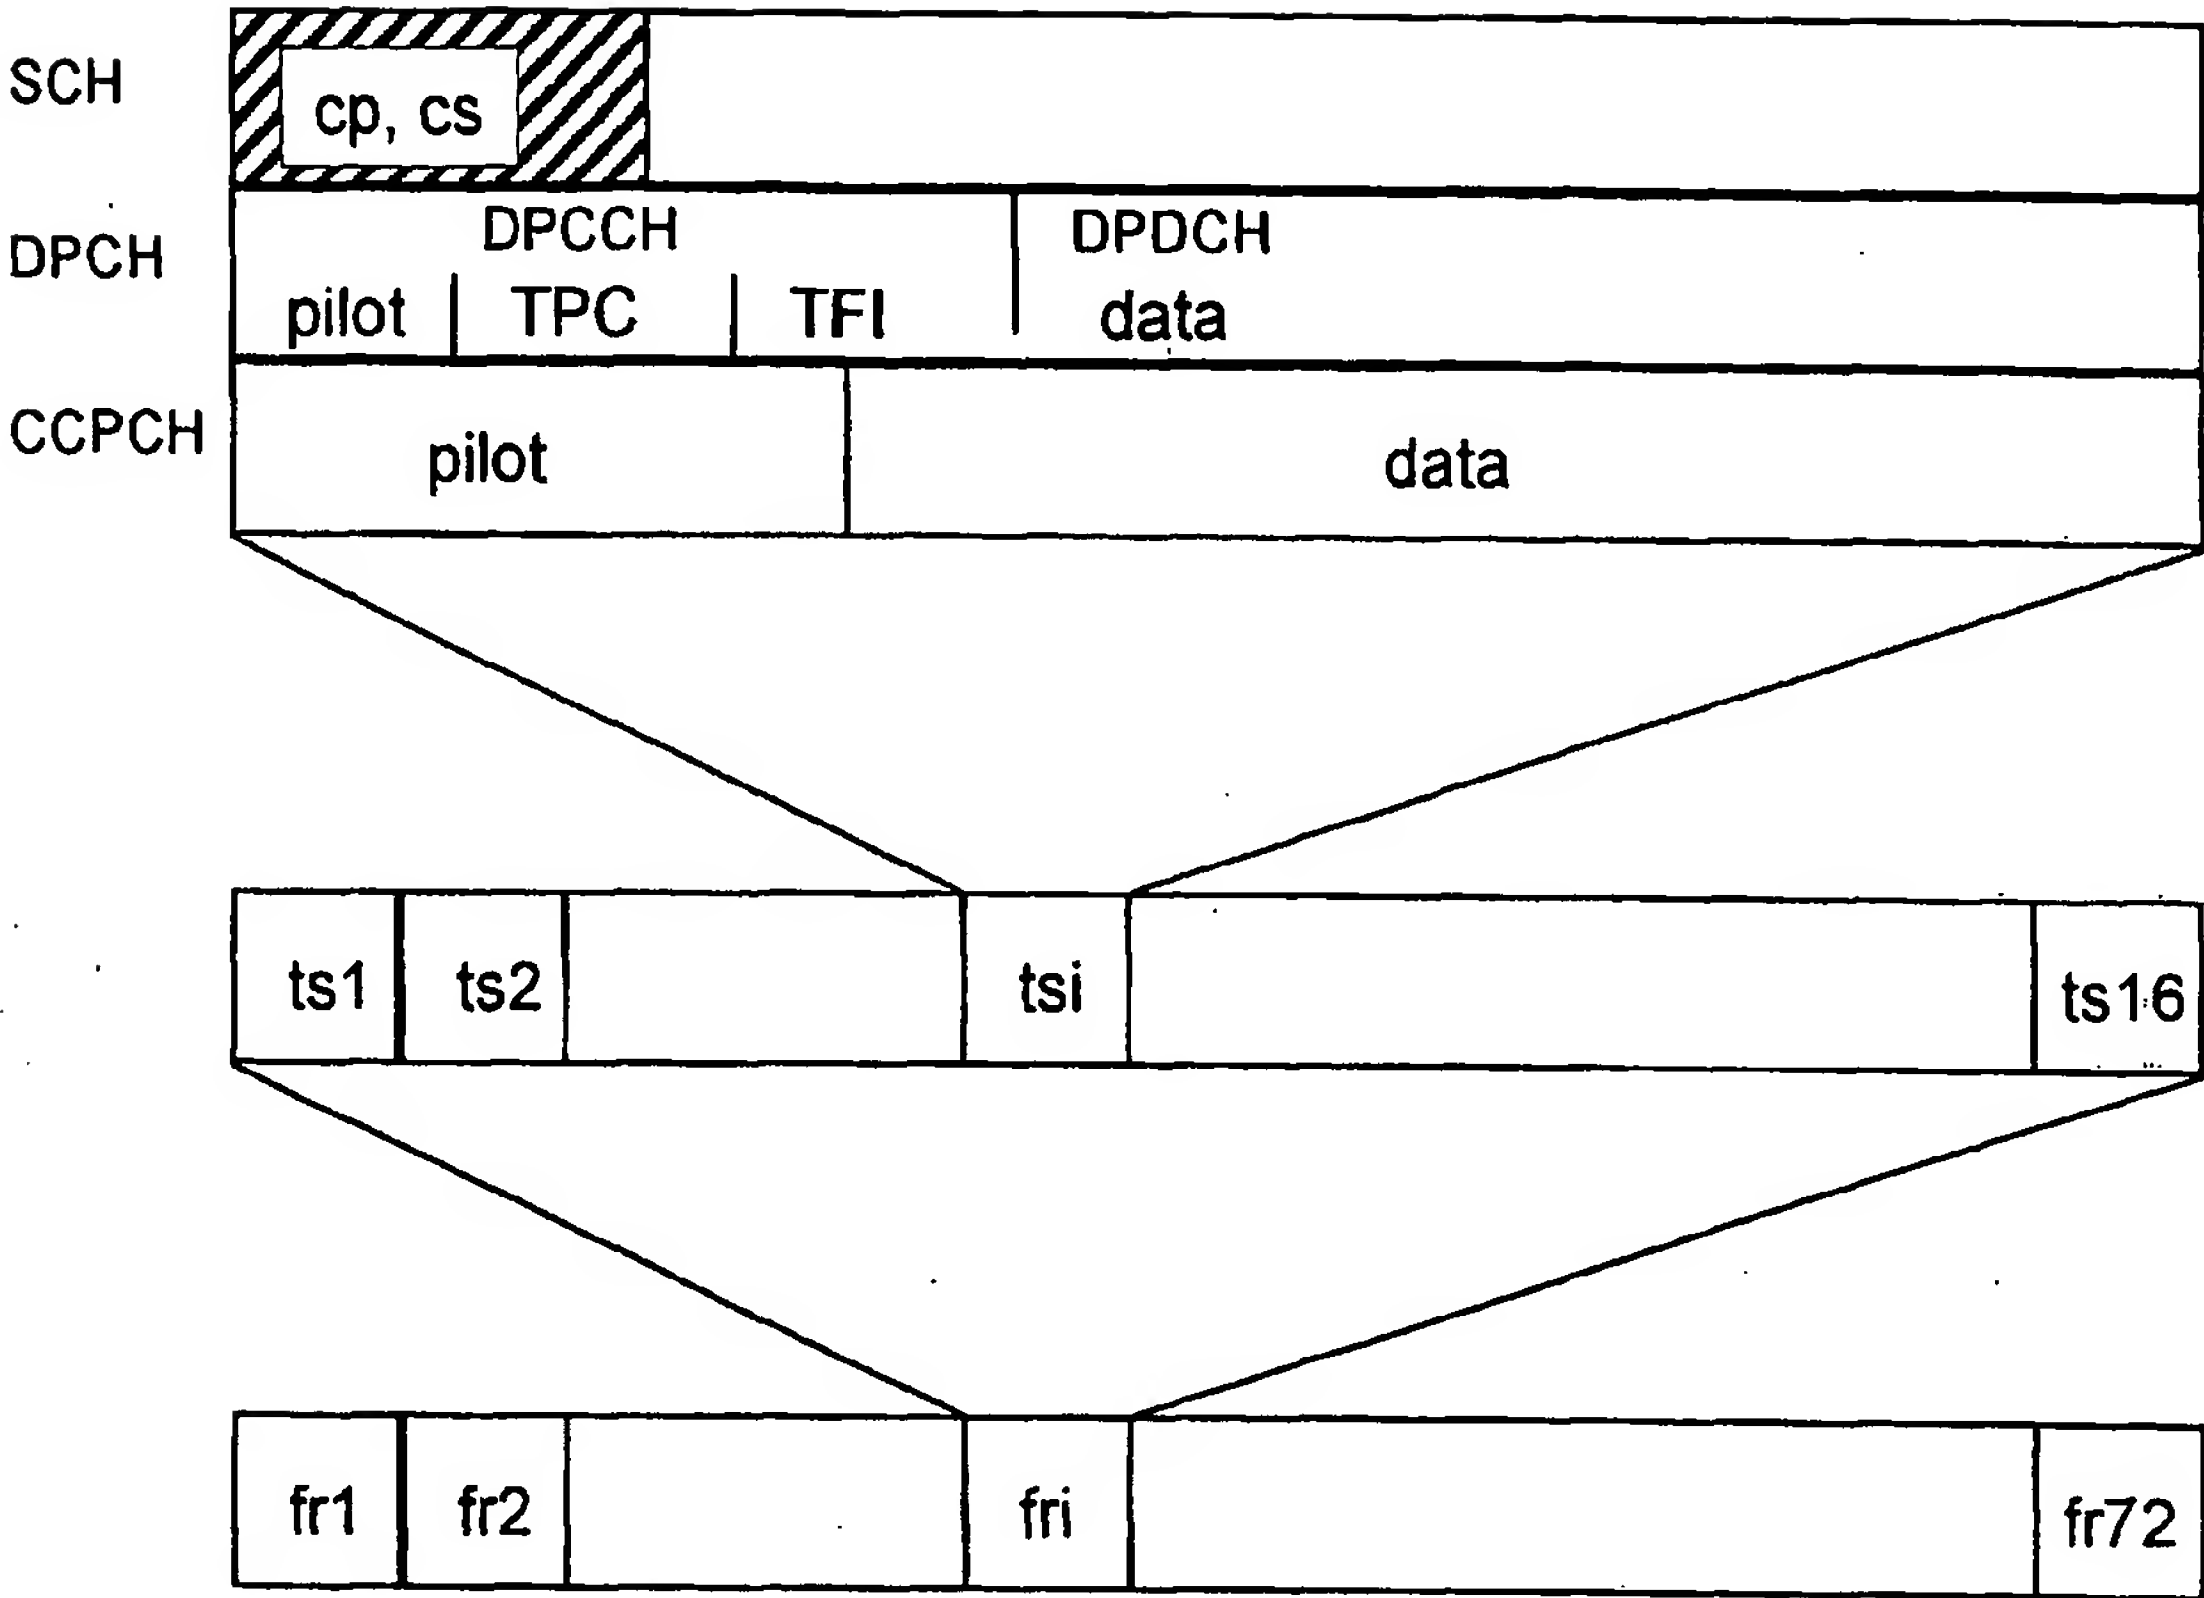 SCH
cp, cs
DPCH
DPCCH DPDCH
pilot TPC TFI data
CCPCH
pilot data
ts1 ts2 tsi ts16
fr1 fr2 fri fr72